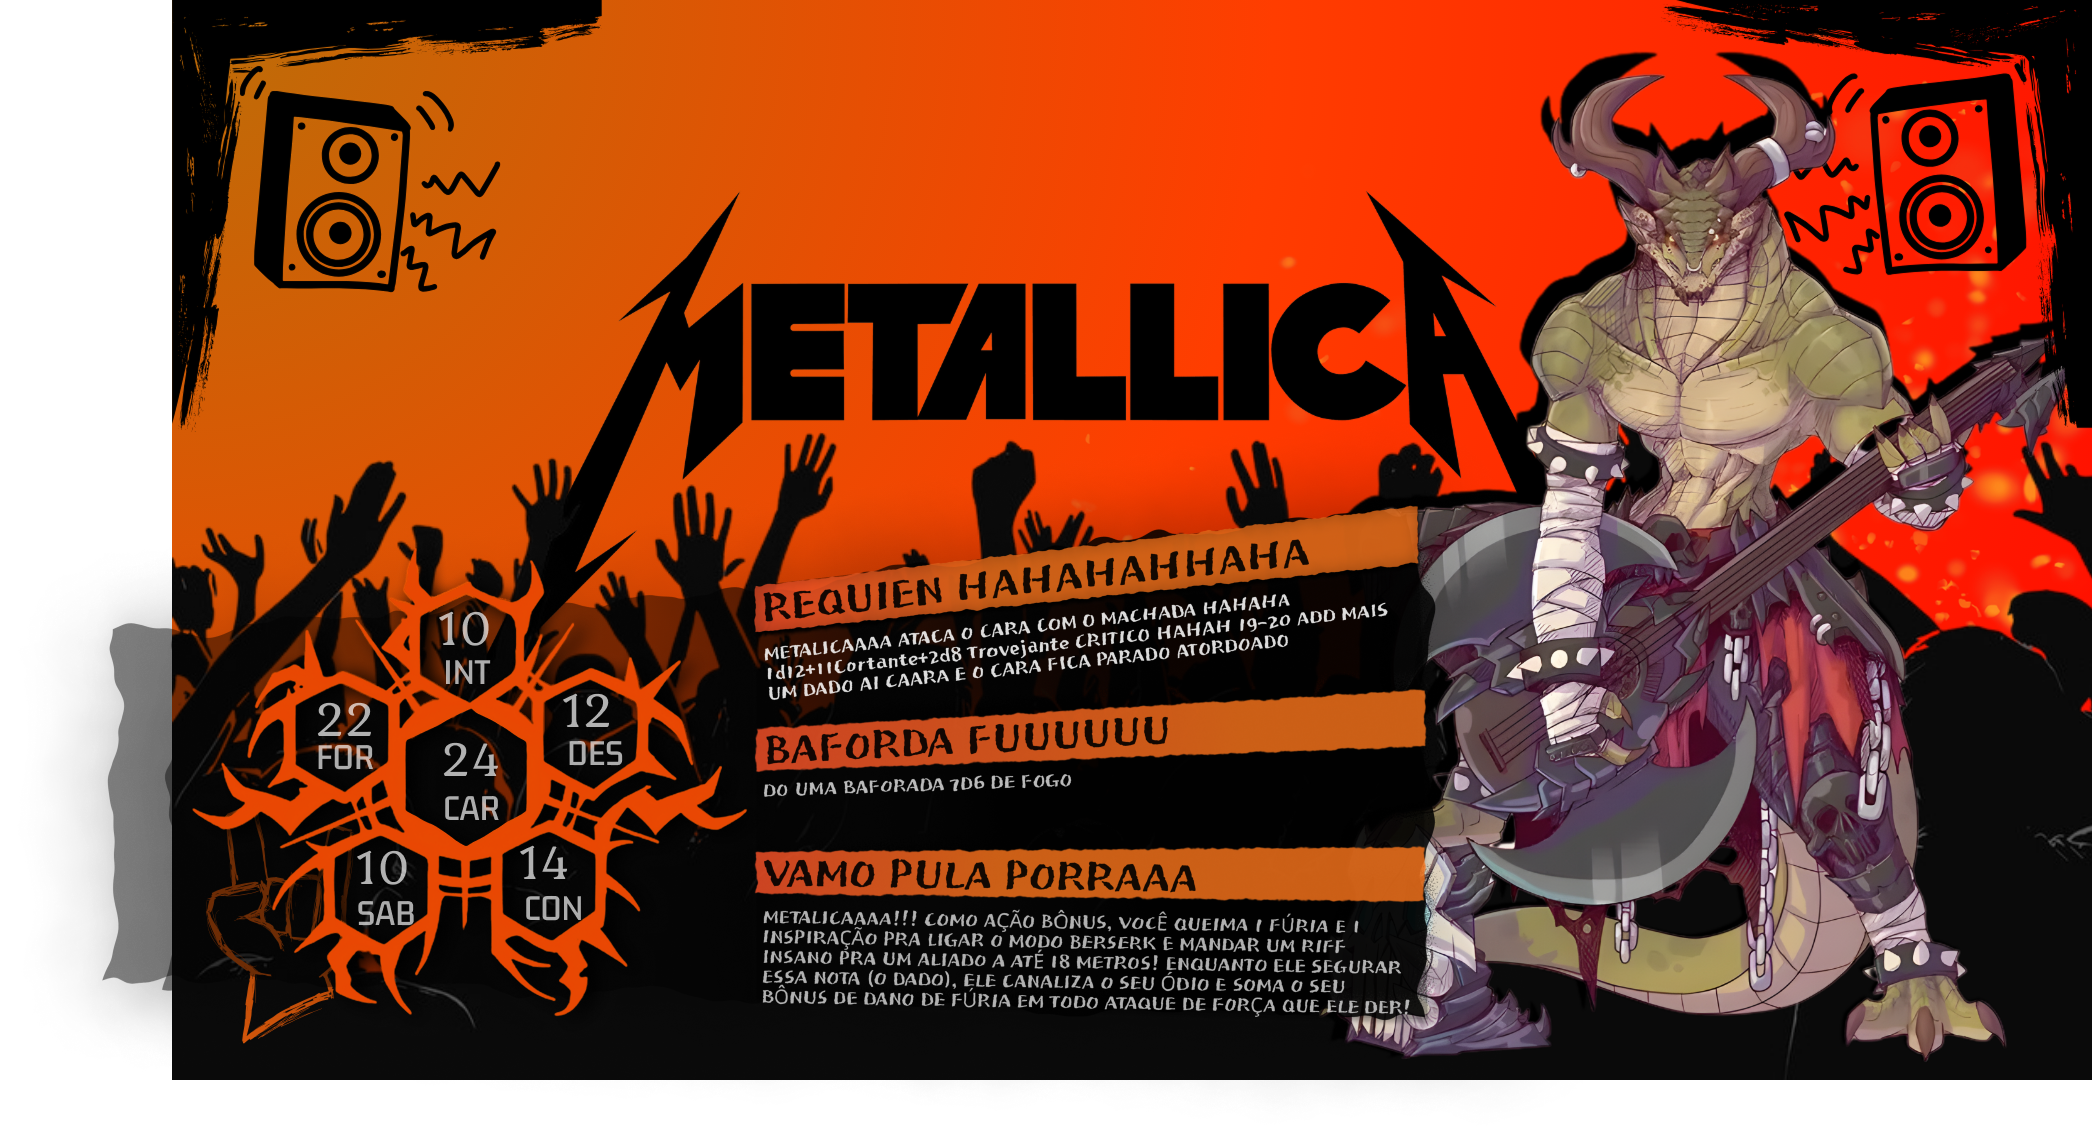 METALLICA
10
INT
22
FOR
12
DES
24
CAR
10
SAB
14
CON
REQUIEN HAHAHAHHAHA
METALICAAAA ATACA O CARA COM O MACHADA HAHAHA
1d12+11Cortante+2d8 Trovejante CRITICO HAHAH 19-20 ADD MAIS
UM DADO AI CAARA E O CARA FICA PARADO ATORDOADO
BAFORDA FUUUUUU
DO UMA BAFORADA 7D6 DE FOGO
VAMO PULA PORRAAA
METALICAAAA!!! COMO AÇÃO BÔNUS, VOCÊ QUEIMA 1 FÚRIA E 1
INSPIRAÇÃO PRA LIGAR O MODO BERSERK E MANDAR UM RIFF
INSANO PRA UM ALIADO A ATÉ 18 METROS! ENQUANTO ELE SEGURAR
ESSA NOTA (O DADO), ELE CANALIZA O SEU ÓDIO E SOMA O SEU
BÔNUS DE DANO DE FÚRIA EM TODO ATAQUE DE FORÇA QUE ELE DER!